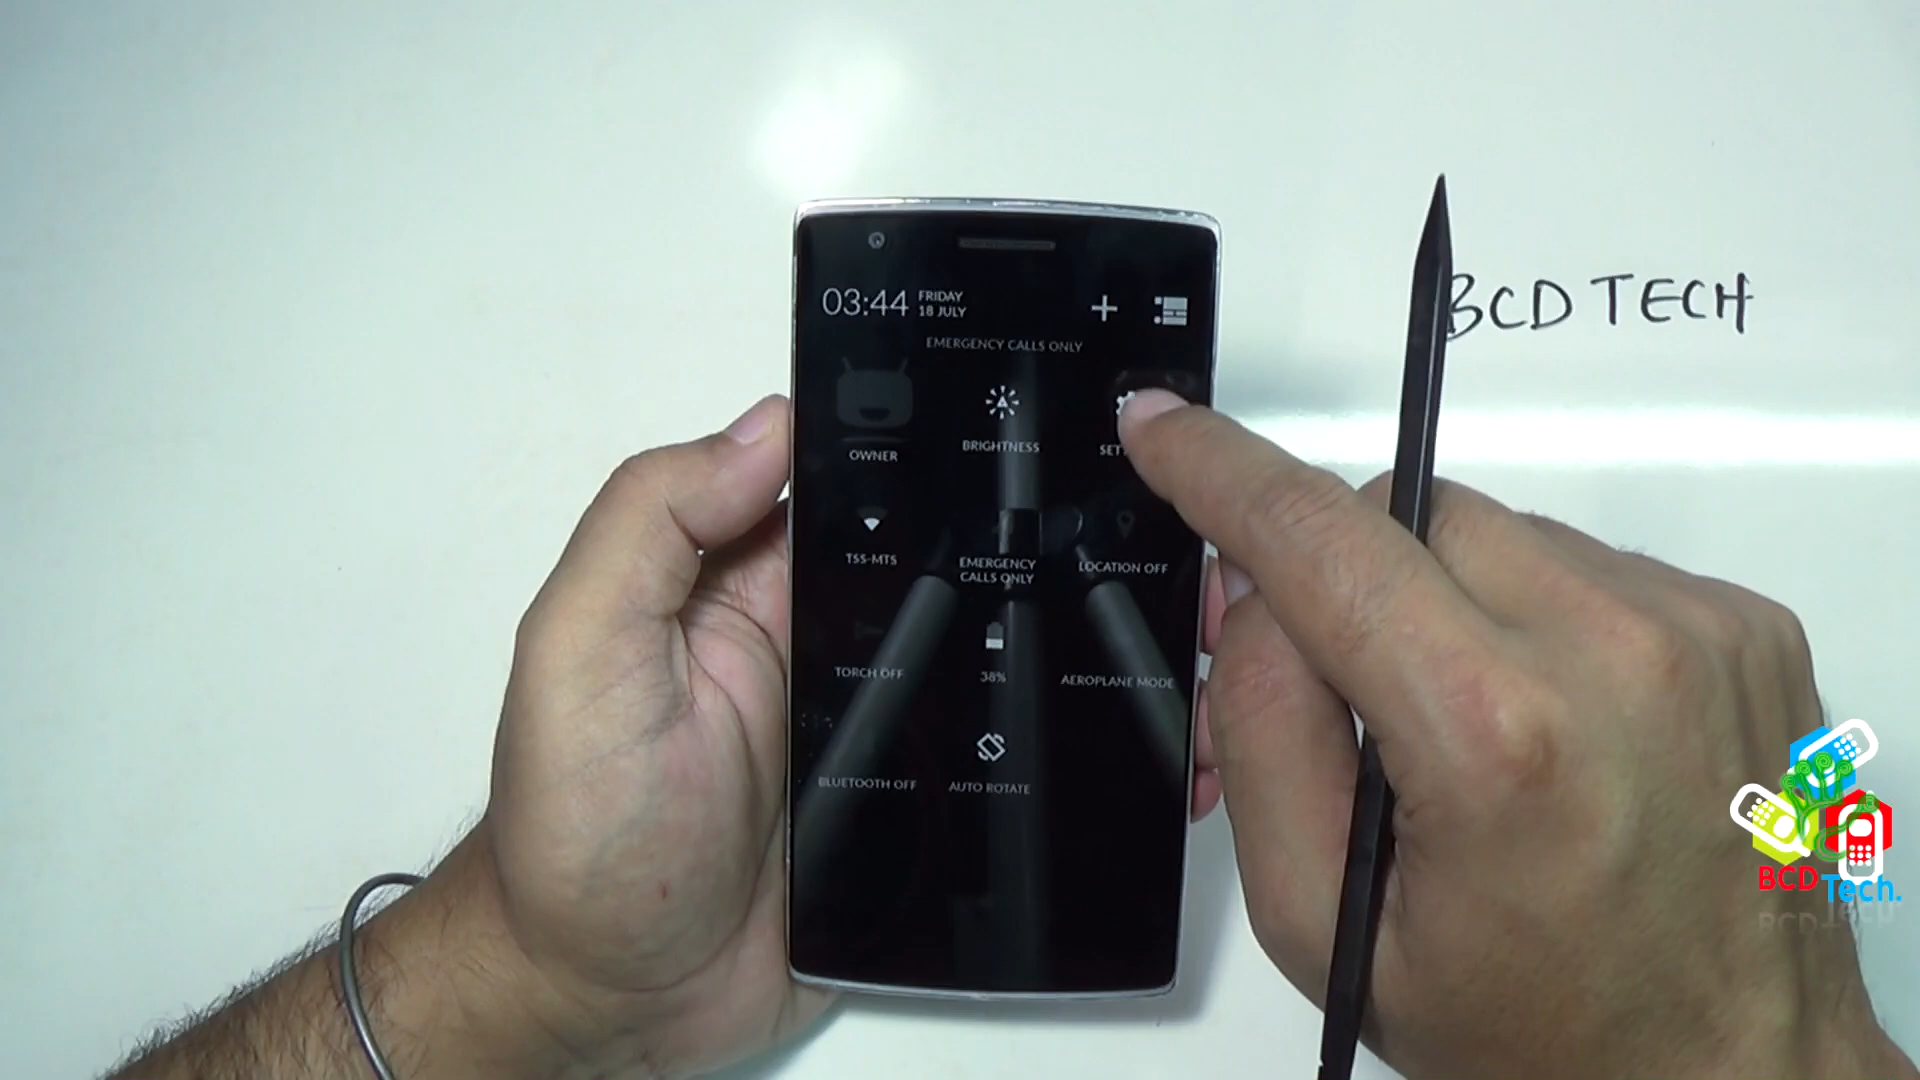 03:44 FRIDAY
18 JULY
EMERGENCY CALLS ONLY
OWNER
BRIGHTNESS
TSS-MTS
EMERGENCY
CALLS ONLY
LOCATION OFF
TORCH OFF
38%
AEROPLANE MODE
BLUETOOTH OFF
AUTO ROTATE
BCD TECH
BCD Tech.